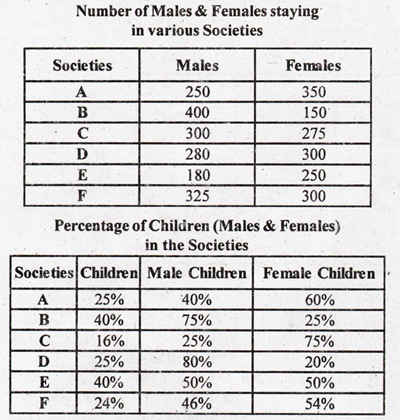 Number of Males & Females staying
in various Societies
Societies Males Females
A 250 350
B 400 150
C 300 275
D 280 300
E 180 250
F 325 300
Percentage of Children (Males & Females)
in the Societies
Societies Children Male Children Female Children
A 25% 40% 60%
B 40% 75% 25%
C 16% 25% 75%
D 25% 80% 20%
E 40% 50% 50%
F 24% 46% 54%